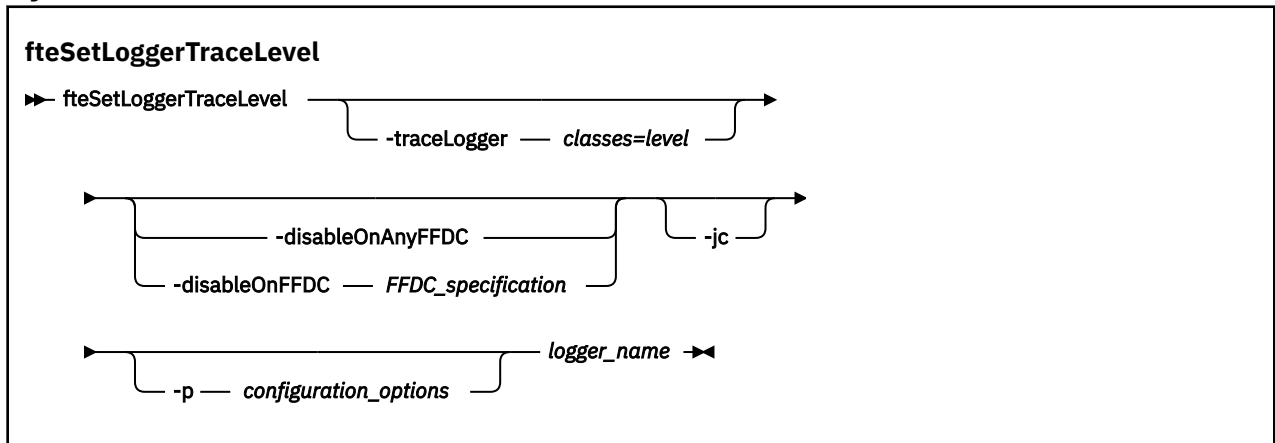 fteSetLoggerTraceLevel
fteSetLoggerTraceLevel
-traceLogger classes=level
-disableOnAnyFFDC
-jc
-disableOnFFDC FFDC_specification
logger_name
-p configuration_options